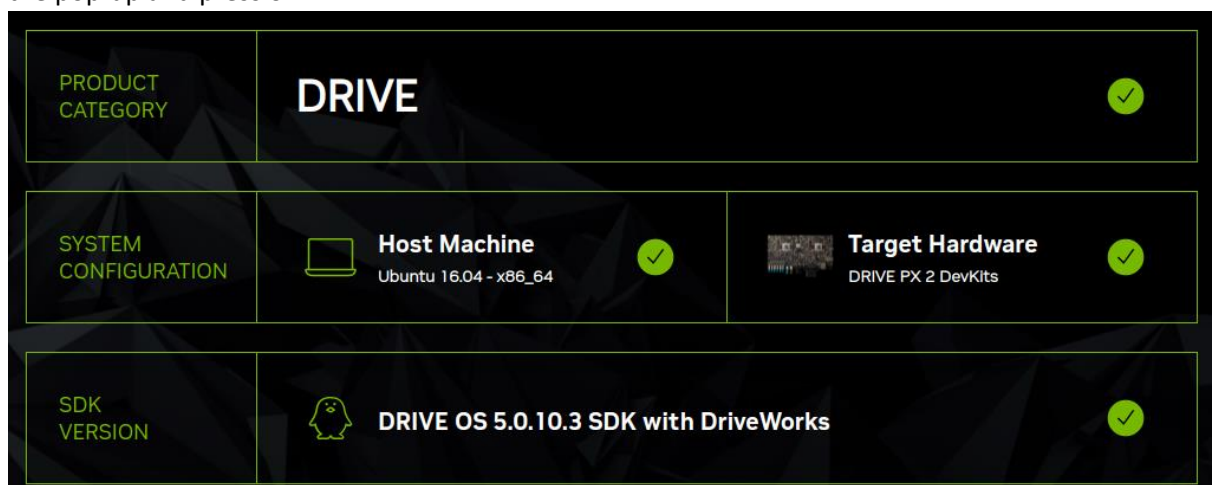 PRODUCT
CATEGORY
DRIVE
SYSTEM
CONFIGURATION
Host Machine
Ubuntu 16.04 - x86_64
Target Hardware
DRIVE PX 2 DevKits
SDK
VERSION
DRIVE OS 5.0.10.3 SDK with DriveWorks